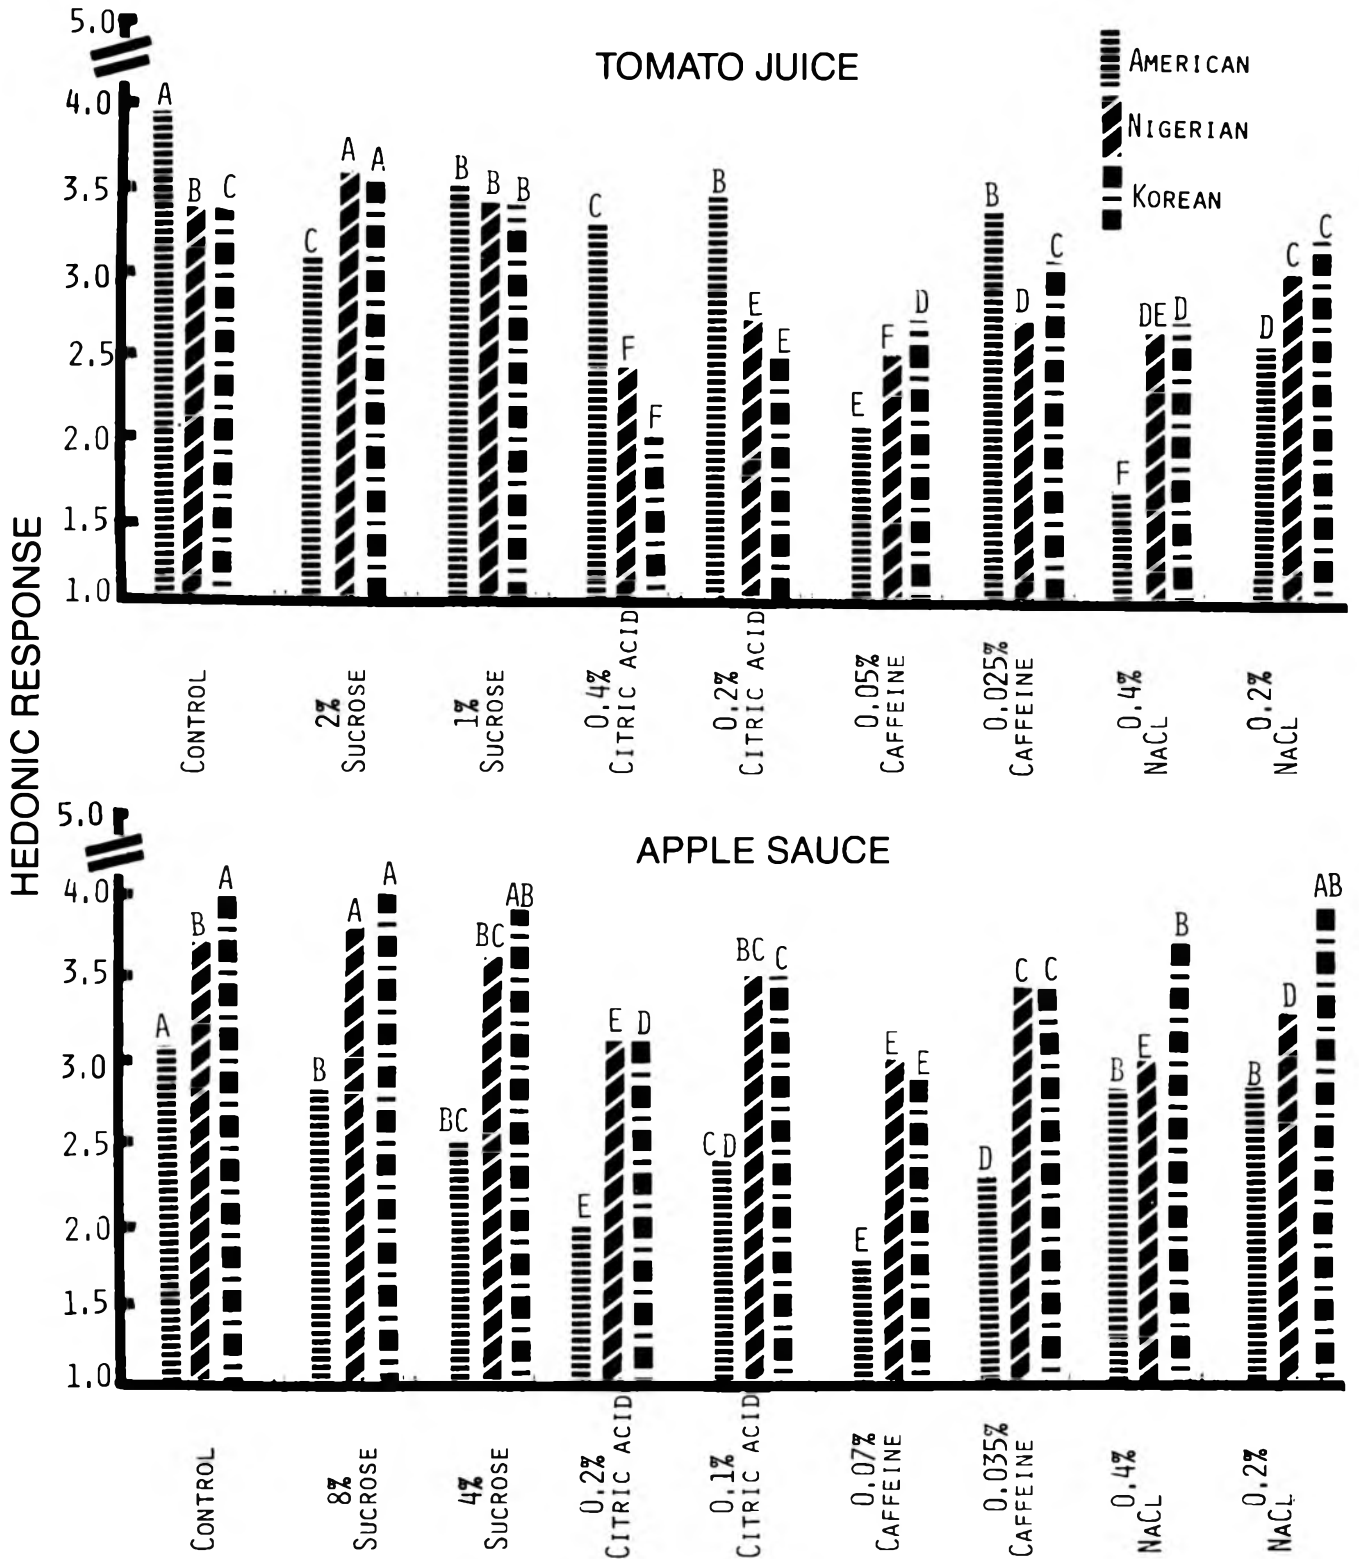 TOMATO JUICE
AMERICAN
NIGERIAN
KOREAN
HEDONIC RESPONSE
5.0
4.0
3.5
3.0
2.5
2.0
1.5
1.0
A B C
C A A
B B B
C F F
B E E
E F D
B D C
F DE D
D C C
CONTROL
2%
SUCROSE
1%
SUCROSE
0.4%
CITRIC ACID
0.2%
CITRIC ACID
0.05%
CAFFEINE
0.025%
CAFFEINE
0.4%
NACL
0.2%
NACL
APPLE SAUCE
5.0
4.0
3.5
3.0
2.5
2.0
1.5
1.0
A B A
B A A
BC BC AB
E E D
CD BC C
E E E
D C C
B E B
B D AB
CONTROL
8%
SUCROSE
4%
SUCROSE
0.2%
CITRIC ACID
0.1%
CITRIC ACID
0.07%
CAFFEINE
0.035%
CAFFEINE
0.4%
NACL
0.2%
NACL